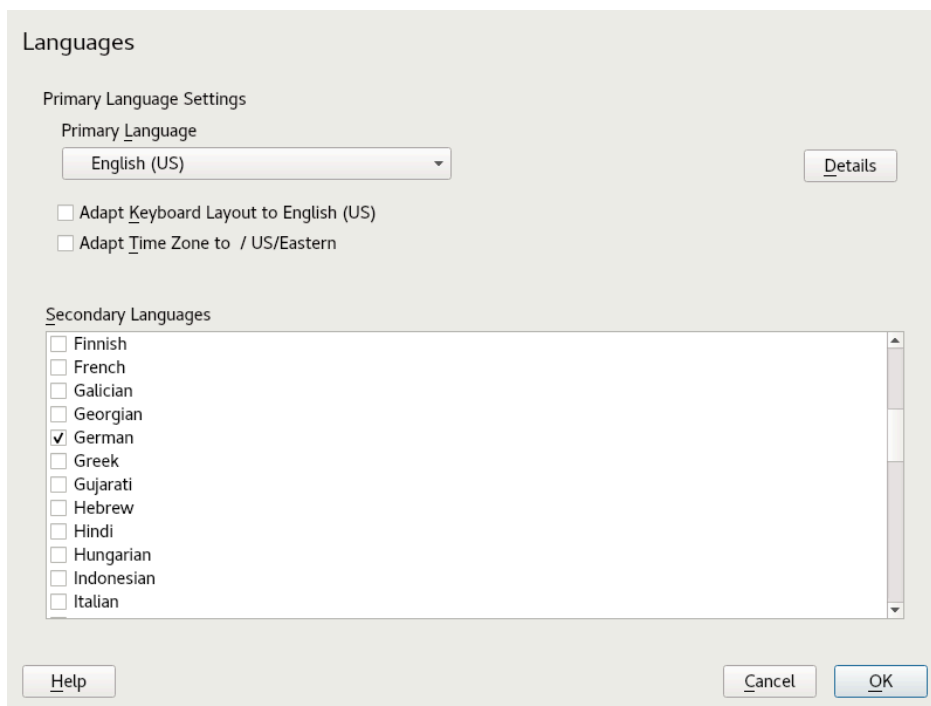 Languages
Primary Language Settings
Primary Language
English (US)
Details
Adapt Keyboard Layout to English (US)
Adapt Time Zone to / US/Eastern
Secondary Languages
Finnish
French
Galician
Georgian
German
Greek
Gujarati
Hebrew
Hindi
Hungarian
Indonesian
Italian
Help
Cancel
OK